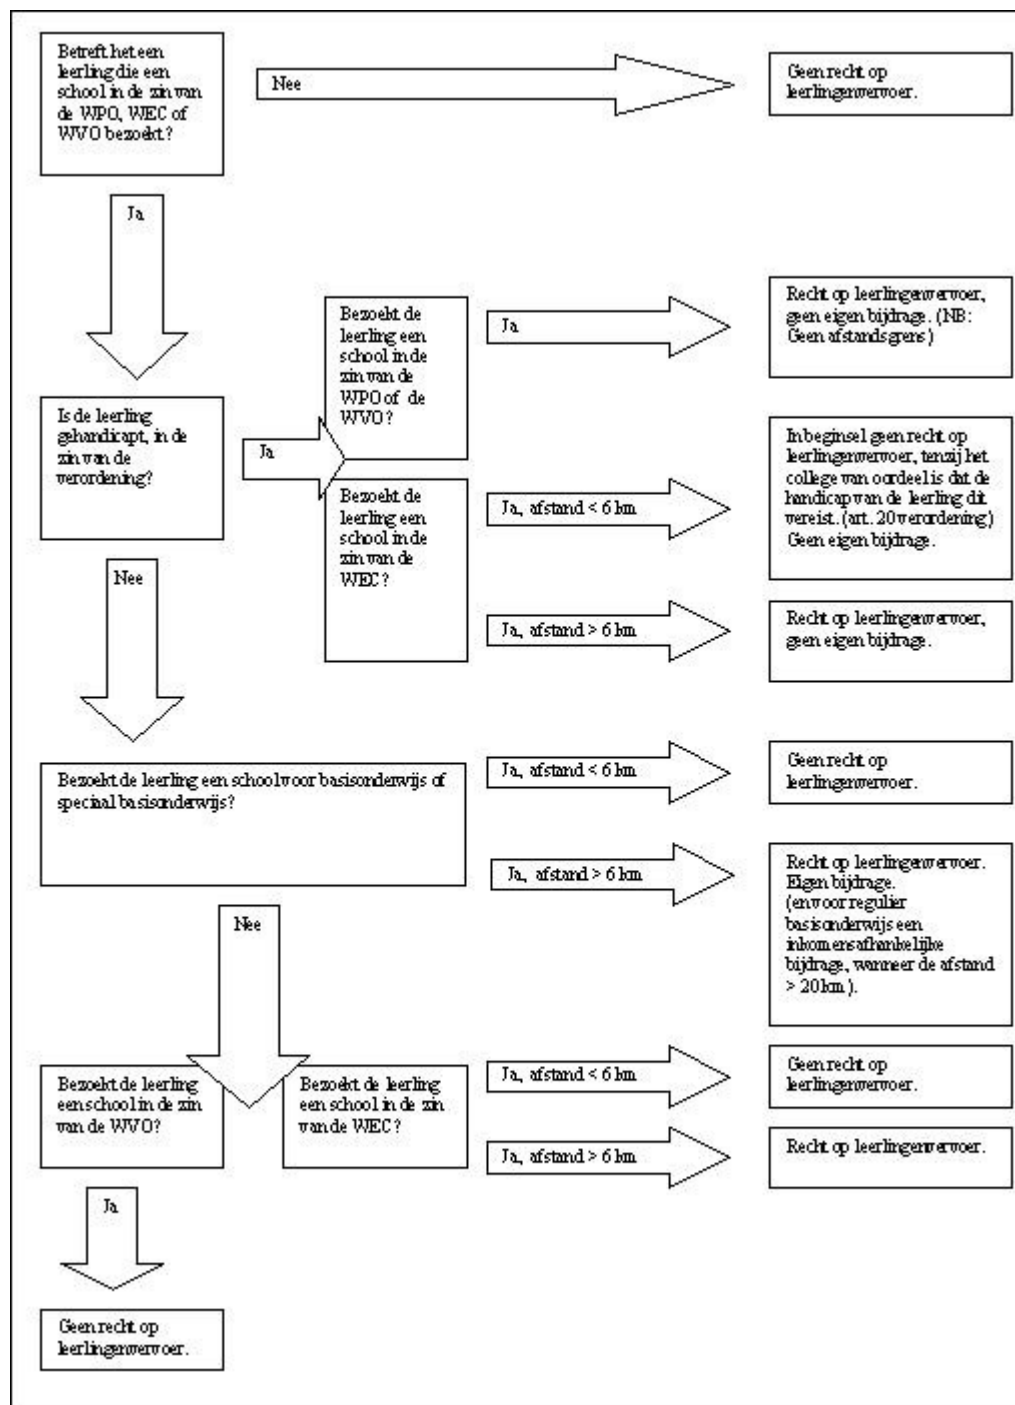 Betreft het een
leerling die een
school in de zin van
de WPO, WEC of
WVO bezoekt?
Nee
Geen recht op
leerlingenvervoer.
Ja
Is de leerling
gehandicapt, in de
zin van de
verordening?
Ja
Bezoekt de
leerling een
school in de
zin van de
WPO of de
WVO?
Ja
Recht op leerlingenvervoer,
geen eigen bijdrage. (NB:
Geen afstandsgrens)
Bezoekt de
leerling een
school in de
zin van de
WEC?
Ja, afstand < 6 km
In beginsel geen recht op
leerlingenvervoer, tenzij het
college van oordeel is dat de
handicap van de leerling dit
vereist. (art. 20 verordening)
Geen eigen bijdrage.
Ja, afstand > 6 km
Recht op leerlingenvervoer,
geen eigen bijdrage.
Nee
Bezoekt de leerling een school voor basisonderwijs of
speciaal basisonderwijs?
Ja, afstand < 6 km
Geen recht op
leerlingenvervoer.
Ja, afstand > 6 km
Recht op leerlingenvervoer.
Eigen bijdrage.
(en voor regulier
basisonderwijs een
inkomensafhankelijke
bijdrage, wanneer de afstand
> 20 km).
Nee
Bezoekt de leerling
een school in de zin
van de WVO?
Bezoekt de leerling
een school in de zin
van de WEC?
Ja, afstand < 6 km
Geen recht op
leerlingenvervoer.
Ja, afstand > 6 km
Recht op leerlingenvervoer.
Ja
Geen recht op
leerlingenvervoer.